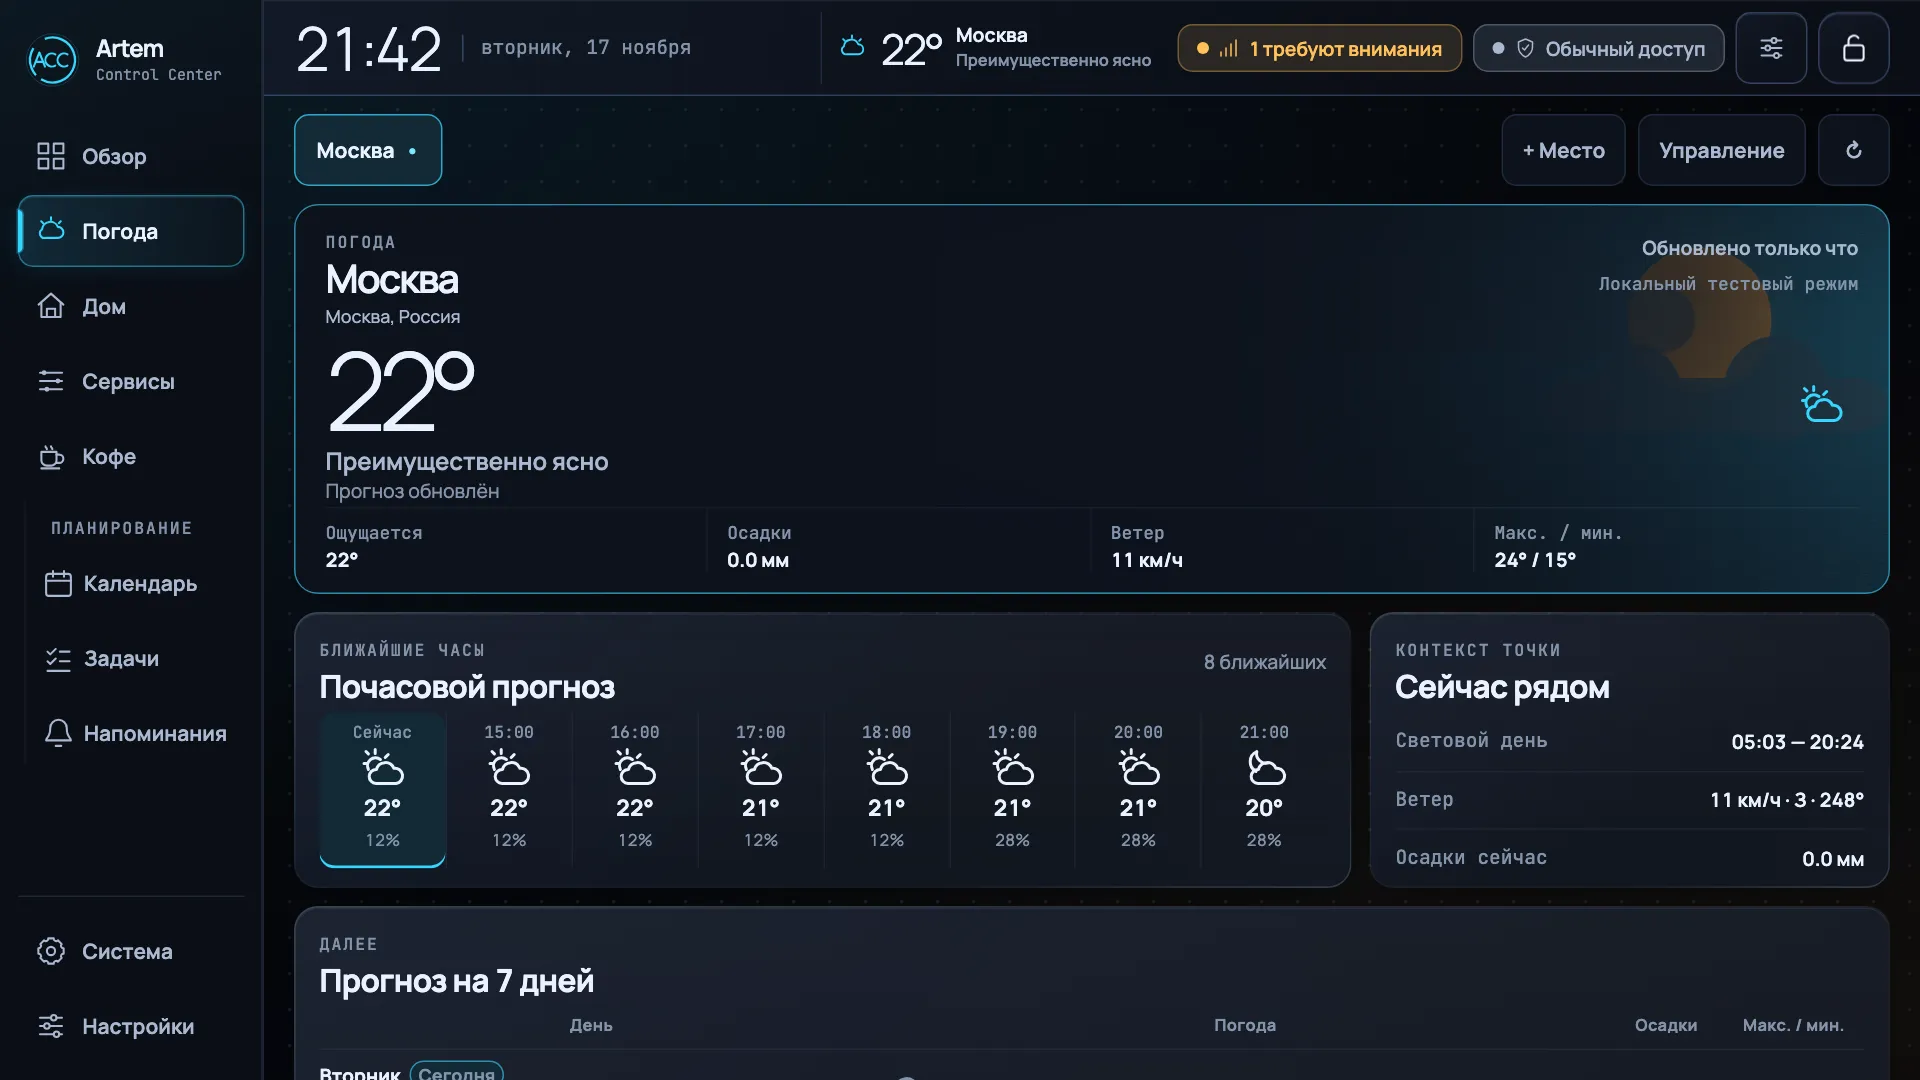 ACC
Artem
Control Center
21:42
вторник, 17 ноября
22°
Москва
Преимущественно ясно
1 требуют внимания
Обычный доступ
Обзор
Погода
Дом
Сервисы
Кофе
ПЛАНИРОВАНИЕ
Календарь
Задачи
Напоминания
Система
Настройки
Москва •
+ Место
Управление
ПОГОДА
Москва
Москва, Россия
22°
Преимущественно ясно
Прогноз обновлён
Обновлено только что
Локальный тестовый режим
Ощущается
22°
Осадки
0.0 мм
Ветер
11 км/ч
Макс. / мин.
24° / 15°
БЛИЖАЙШИЕ ЧАСЫ
Почасовой прогноз
8 ближайших
Сейчас 15:00 16:00 17:00 18:00 19:00 20:00 21:00
22° 22° 22° 21° 21° 21° 21° 20°
12% 12% 12% 12% 12% 28% 28% 28%
КОНТЕКСТ ТОЧКИ
Сейчас рядом
Световой день 05:03 — 20:24
Ветер 11 км/ч · З · 248°
Осадки сейчас 0.0 мм
ДАЛЕЕ
Прогноз на 7 дней
День Погода Осадки Макс. / мин.
Вторник Сегодня